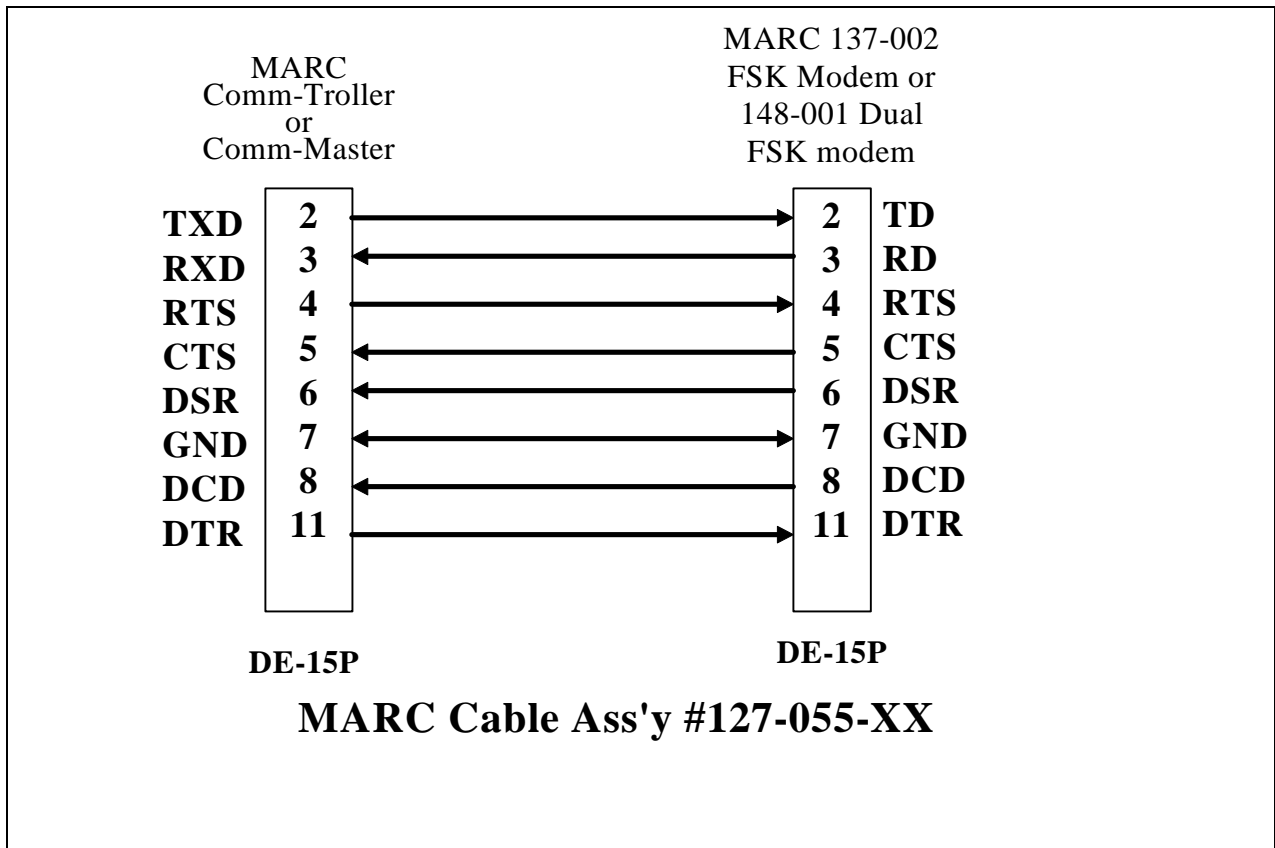 MARC
Comm-Troller
or
Comm-Master
MARC 137-002
FSK Modem or
148-001 Dual
FSK modem
TXD 2 2 TD
RXD 3 3 RD
RTS 4 4 RTS
CTS 5 5 CTS
DSR 6 6 DSR
GND 7 7 GND
DCD 8 8 DCD
DTR 11 11 DTR
DE-15P DE-15P
MARC Cable Ass'y #127-055-XX